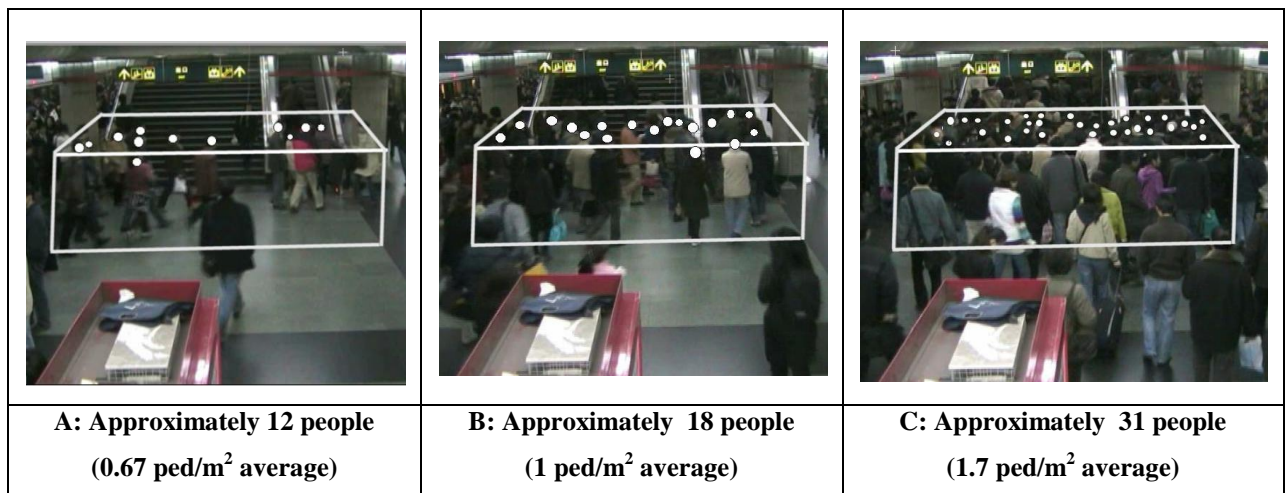 A: Approximately 12 people
(0.67 ped/m² average)
B: Approximately 18 people
(1 ped/m² average)
C: Approximately 31 people
(1.7 ped/m² average)